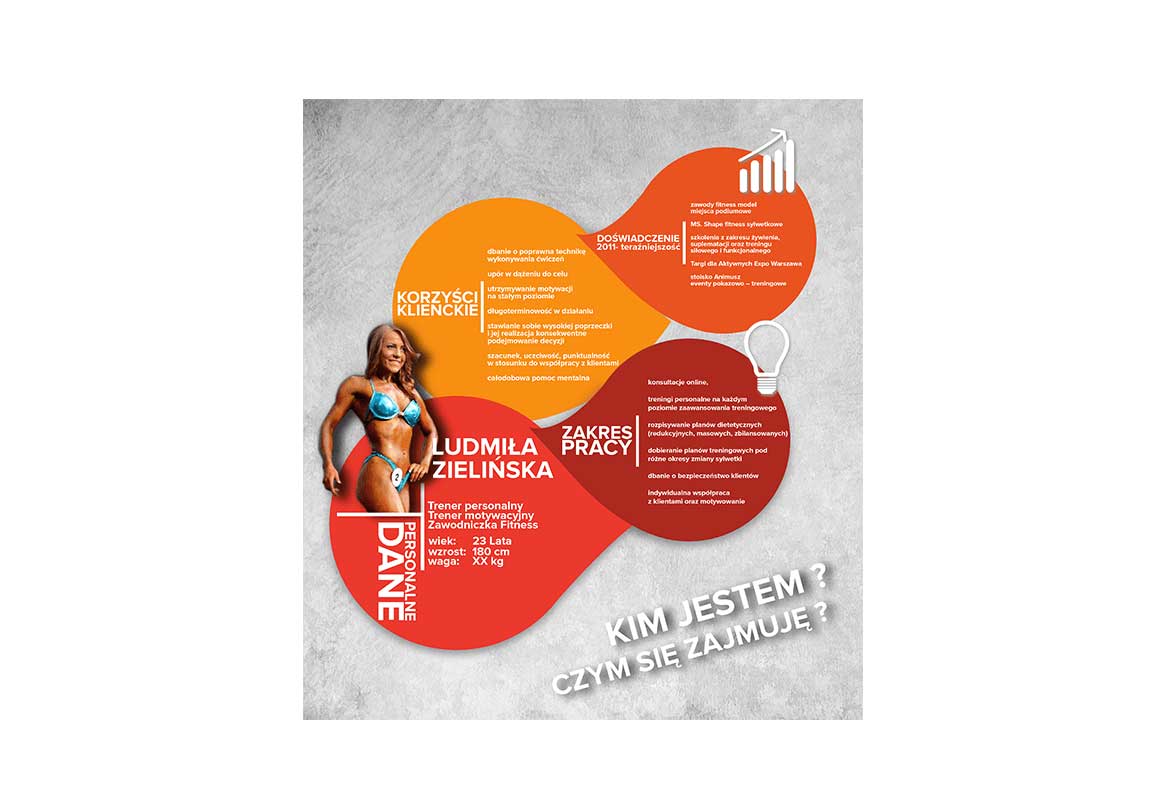 zawody fitness model
miejsca podiumowe
MS. Shape fitness sylwetkowe
DOŚWIADCZENIE
2011- teraźniejszość
szkolenia z zakresu żywienia,
suplematacji oraz treningu
siłowego i funkcjonalnego
Targi dla Aktywnych Expo Warszawa
stoisko Animusz
eventy pokazowo – treningowe
KORZYŚCI
KLIENCKIE
dbanie o poprawna technikę
wykonywania ćwiczeń
upór w dążeniu do celu
utrzymywanie motywacji
na stałym poziomie
długoterminowość w działaniu
stawianie sobie wysokiej poprzeczki
i jej realizacja konsekwentne
podejmowanie decyzji
szacunek, uczciwość, punktualność
w stosunku do współpracy z klientami
całodobowa pomoc mentalna
ZAKRES
PRACY
konsultacje online,
treningi personalne na każdym
poziomie zaawansowania treningowego
rozpisywanie planów dietetycznych
(redukcyjnych, masowych, zbilansowanych)
dobieranie planów treningowych pod
różne okresy zmiany sylwetki
dbanie o bezpieczeństwo klientów
indywidualna współpraca
z klientami oraz motywowanie
2
LUDMIŁA
ZIELIŃSKA
Trener personalny
Trener motywacyjny
Zawodniczka Fitness
wiek: 23 Lata
wzrost: 180 cm
waga: XX kg
PERSONALNE
DANE
KIM JESTEM ?
CZYM SIĘ ZAJMUJĘ ?